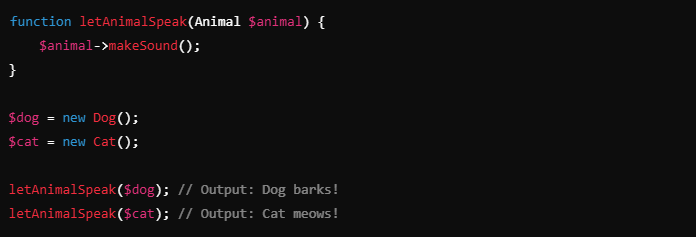 function letAnimalSpeak(Animal $animal) {
    $animal->makeSound();
}

$dog = new Dog();
$cat = new Cat();

letAnimalSpeak($dog); // Output: Dog barks!
letAnimalSpeak($cat); // Output: Cat meows!